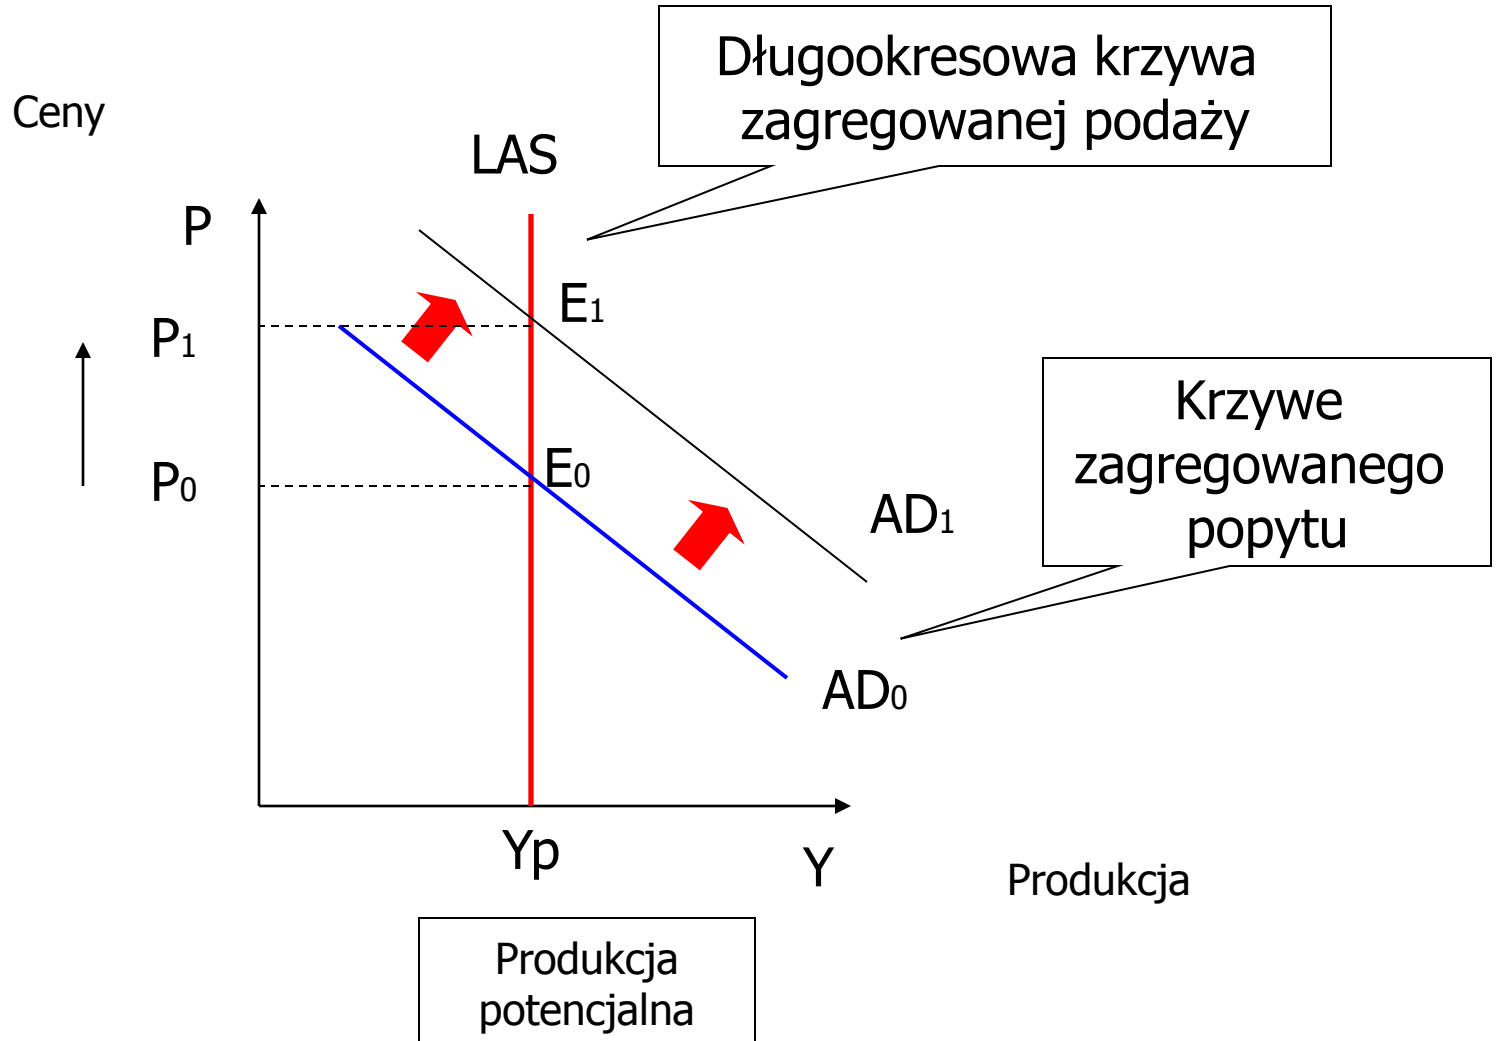 Długookresowa krzywa
zagregowanej podaży
Ceny
LAS
P
E1
P1
Krzywe
zagregowanego
popytu
E0
P0
AD1
AD0
Yp
Y
Produkcja
Produkcja
potencjalna